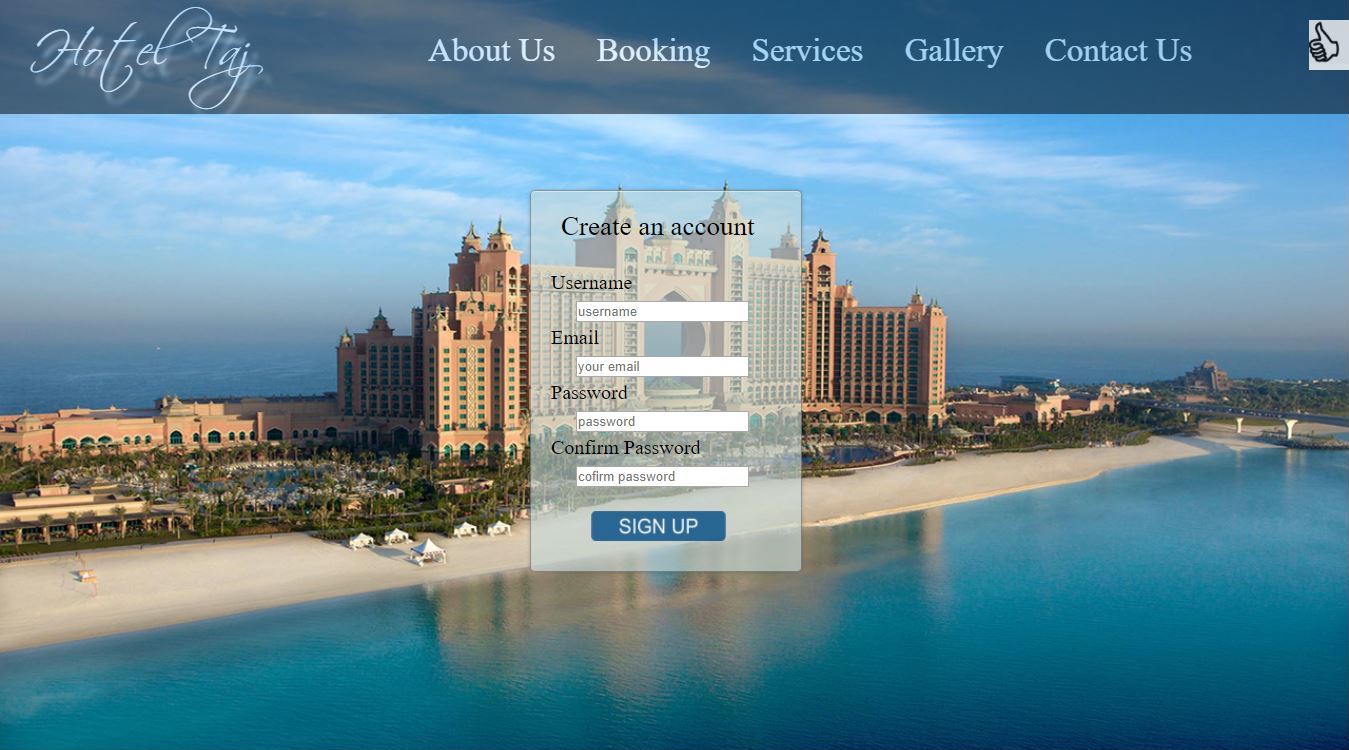 Hotel Taj
About Us Booking Services Gallery Contact Us
Create an account
Username
username
Email
your email
Password
password
Confirm Password
cofirm password
SIGN UP